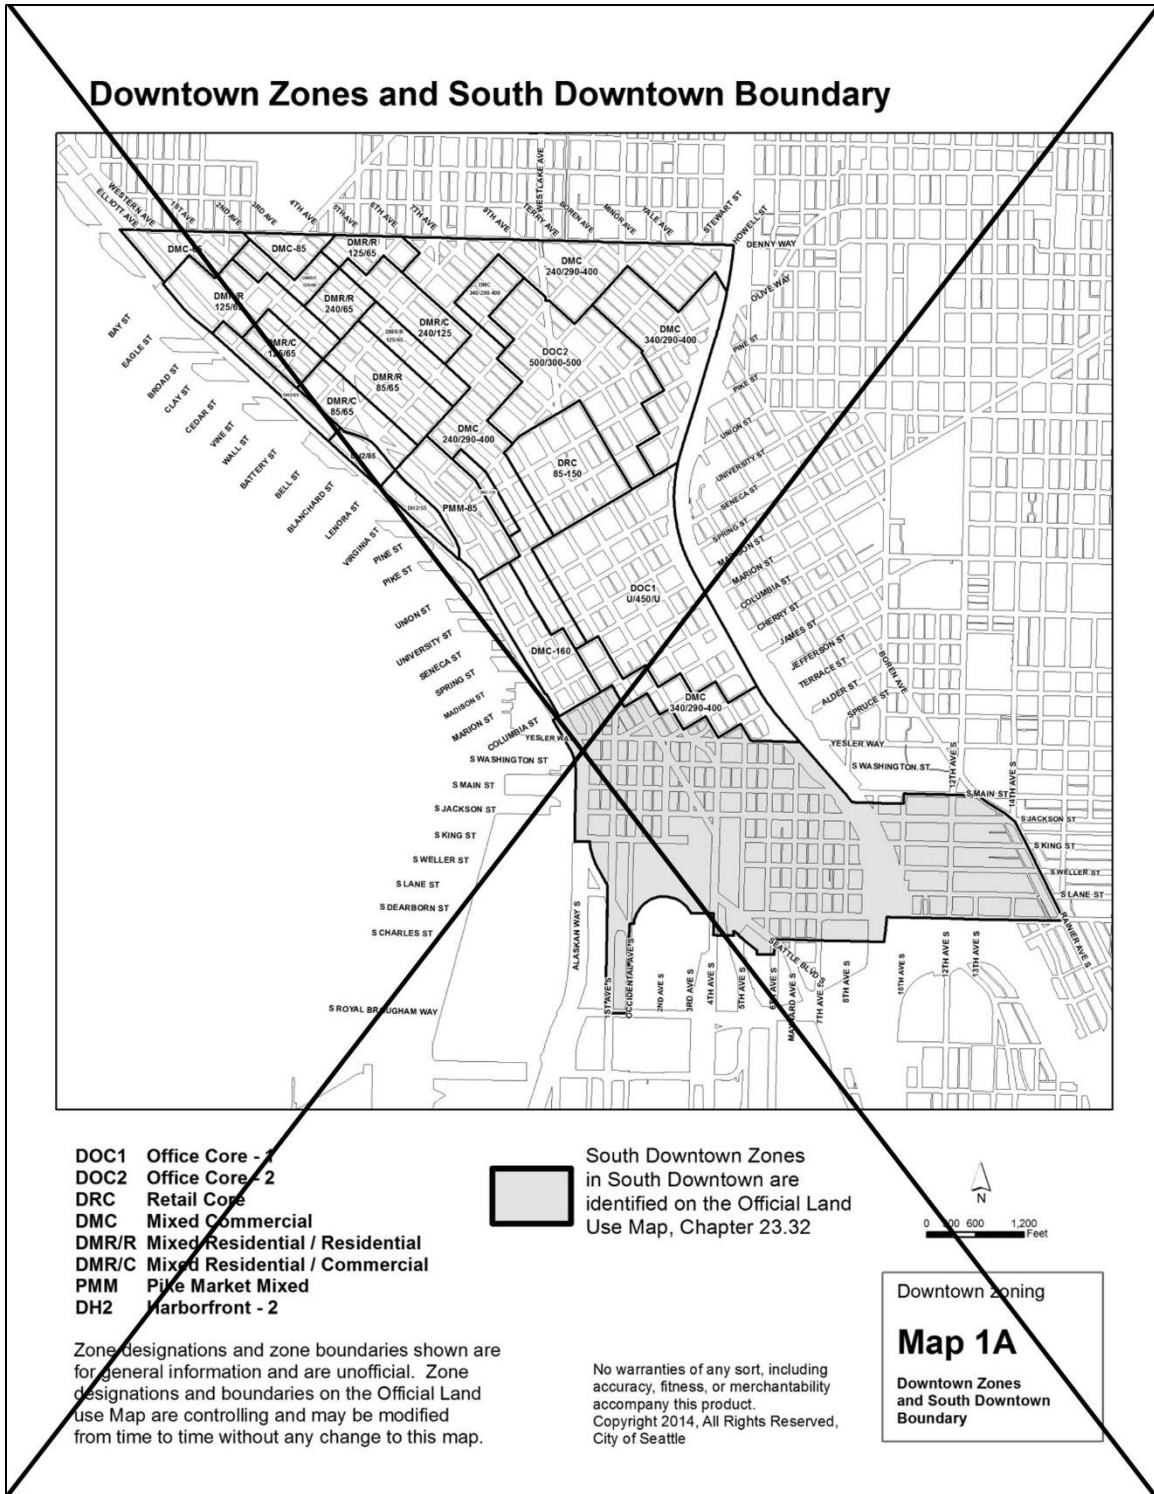 Downtown Zones and South Downtown Boundary
ELLIOTT AVE
WESTERN AVE
1ST AVE
2ND AVE
3RD AVE
4TH AVE
5TH AVE
6TH AVE
7TH AVE
WESTLAKE AVE
9TH AVE
TERRY AVE
BOREN AVE
MINOR AVE
YALE AVE
STEWART ST
HOWELL ST
DENNY WAY
OLIVE WAY
PINE ST
PIKE ST
UNION ST
UNIVERSITY ST
SENECA ST
SPRING ST
MADISON ST
MARION ST
COLUMBIA ST
CHERRY ST
JAMES ST
JEFFERSON ST
TERRACE ST
ALDER ST
SPRUCE ST
BOREN AVE
YESLER WAY
S WASHINGTON ST
12TH AVE S
14TH AVE S
S MAIN ST
S JACKSON ST
S KING ST
S WELLER ST
S LANE ST
RAINIER AVE S
DMC-85
DMR/R
125/65
DMC
240/290-400
DMC
340/290-400
DMR/R
125/65
DMR/R
240/65
DMR/C
240/125
DMR/R
125/65
DOC2
500/300-500
DMC
340/290-400
DMR/C
125/65
DMR/R
85/65
DMR/C
85/65
DMC
240/290-400
DRC
85-150
DH2/55
PMM-85
DOC1
U/450/U
DMC-160
DMC
340/290-400
BAY ST
EAGLE ST
BROAD ST
CLAY ST
CEDAR ST
VINE ST
WALL ST
BATTERY ST
BELL ST
BLANCHARD ST
LENORA ST
VIRGINIA ST
PINE ST
PIKE ST
UNION ST
UNIVERSITY ST
SENECA ST
SPRING ST
MADISON ST
MARION ST
COLUMBIA ST
YESLER WAY
S WASHINGTON ST
S MAIN ST
S JACKSON ST
S KING ST
S WELLER ST
S LANE ST
S DEARBORN ST
S CHARLES ST
S ROYAL BROUGHAM WAY
ALASKAN WAY S
1ST AVE S
OCCIDENTAL AVE S
2ND AVE S
3RD AVE S
4TH AVE S
5TH AVE S
6TH AVE S
MAYNARD AVE S
7TH AVE S
SEATTLE BLVD S
8TH AVE S
10TH AVE S
12TH AVE S
13TH AVE S
DOC1 Office Core - 1
DOC2 Office Core - 2
DRC Retail Core
DMC Mixed Commercial
DMR/R Mixed Residential / Residential
DMR/C Mixed Residential / Commercial
PMM Pike Market Mixed
DH2 Harborfront - 2
South Downtown Zones
in South Downtown are
identified on the Official Land
Use Map, Chapter 23.32
N
0 300 600 1,200
Feet
Zone designations and zone boundaries shown are
for general information and are unofficial. Zone
designations and boundaries on the Official Land
use Map are controlling and may be modified
from time to time without any change to this map.
No warranties of any sort, including
accuracy, fitness, or merchantability
accompany this product.
Copyright 2014, All Rights Reserved,
City of Seattle
Downtown zoning
Map 1A
Downtown Zones
and South Downtown
Boundary